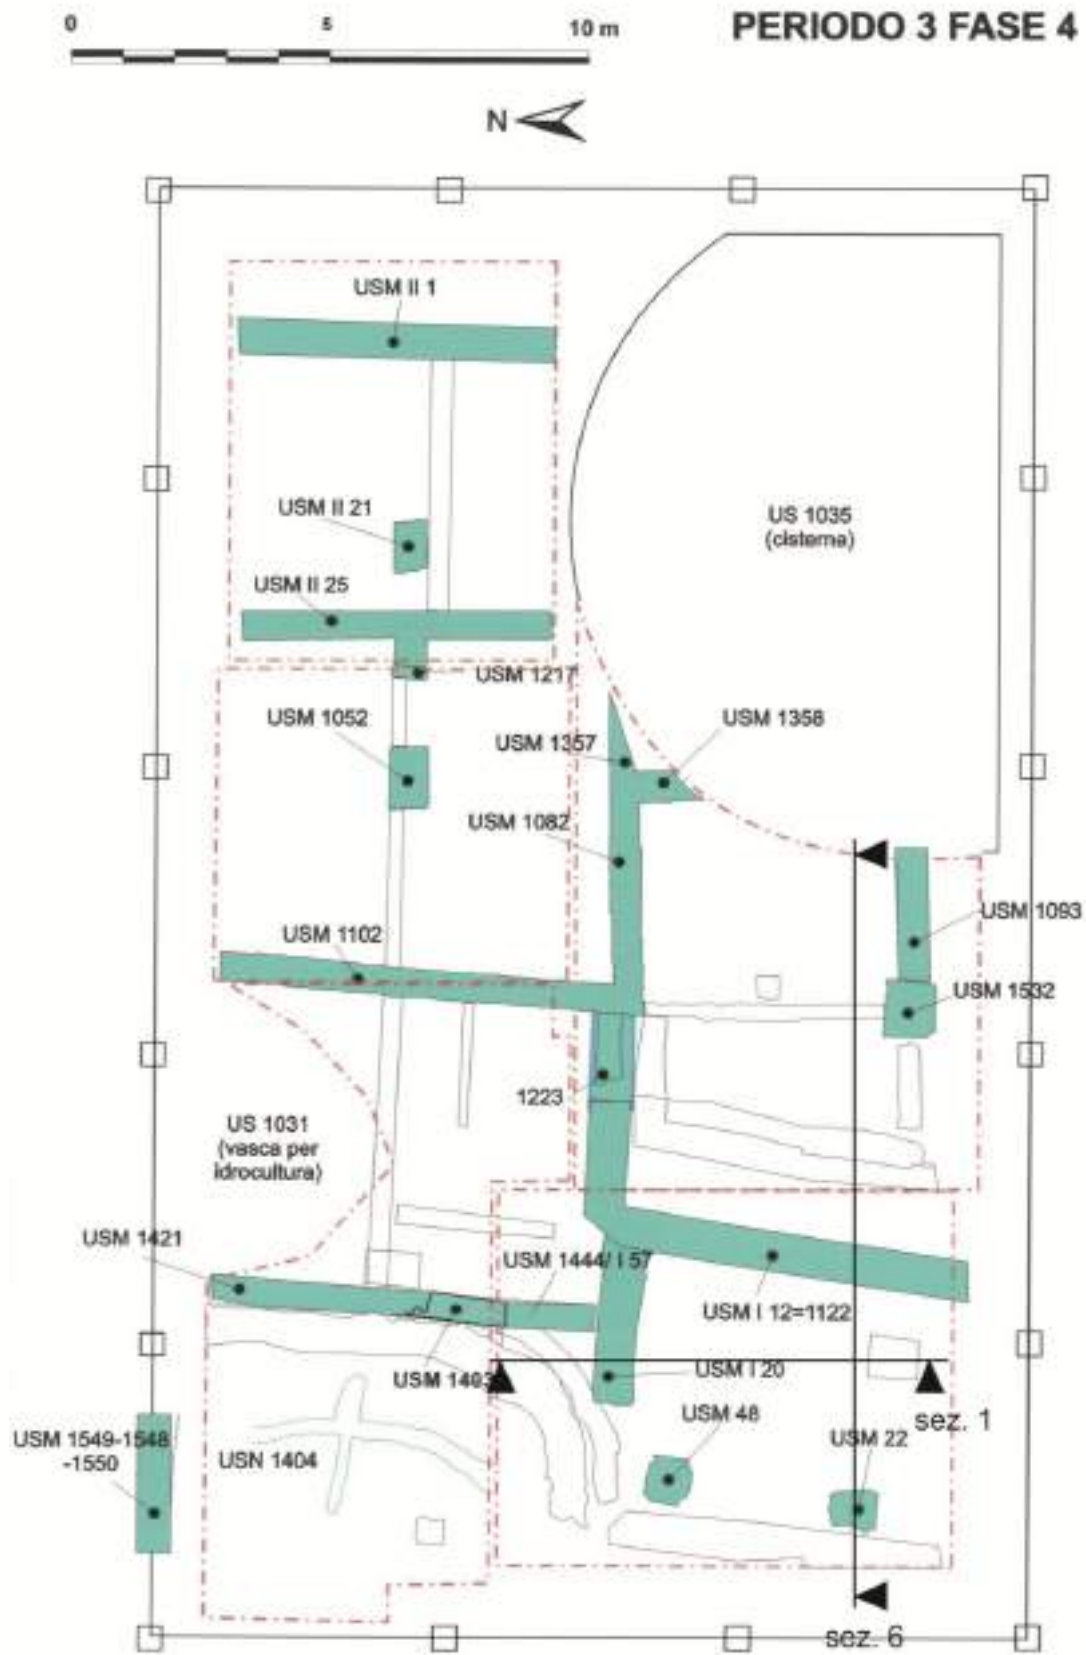 0 5 10 m
PERIODO 3 FASE 4
N
USM II 1
USM II 21
US 1035
(cisterna)
USM II 25
USM 1217
USM 1052
USM 1358
USM 1357
USM 1082
USM 1093
USM 1102
USM 1532
1223
US 1031
(vasca per
idrocultura)
USM 1421
USM 1444/ I 57
USM I 12=1122
USM 1493
USM I 20
sez. 1
USM 48
USM 22
USM 1549-1548
-1550
USN 1404
sez. 6